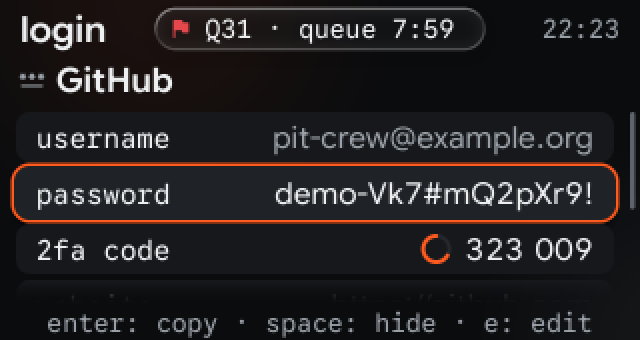 login Q31 · queue 7:59 22:23
GitHub
username pit-crew@example.org
password demo-Vk7#mQ2pXr9!
2fa code 323 009
enter: copy · space: hide · e: edit